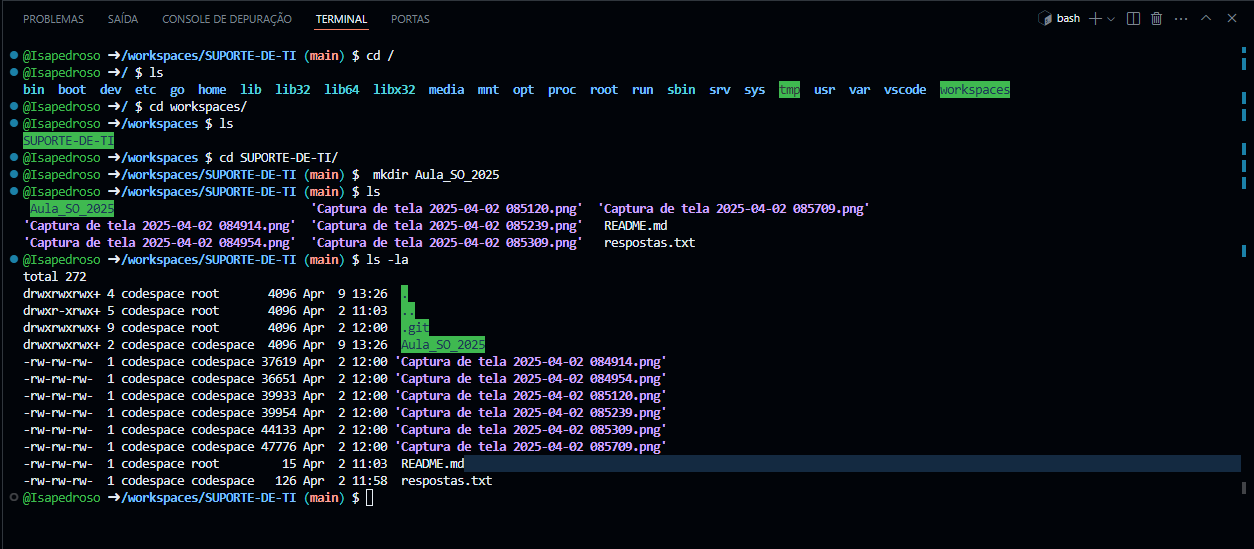 PROBLEMAS SAÍDA CONSOLE DE DEPURAÇÃO TERMINAL PORTAS bash
@Isapedroso ➜/workspaces/SUPORTE-DE-TI (main) $ cd /
@Isapedroso ➜/ $ ls
bin boot dev etc go home lib lib32 lib64 libx32 media mnt opt proc root run sbin srv sys tmp usr var vscode workspaces
@Isapedroso ➜/ $ cd workspaces/
@Isapedroso ➜/workspaces $ ls
SUPORTE-DE-TI
@Isapedroso ➜/workspaces $ cd SUPORTE-DE-TI/
@Isapedroso ➜/workspaces/SUPORTE-DE-TI (main) $  mkdir Aula_SO_2025
@Isapedroso ➜/workspaces/SUPORTE-DE-TI (main) $ ls
Aula_SO_2025 'Captura de tela 2025-04-02 085120.png' 'Captura de tela 2025-04-02 085709.png'
'Captura de tela 2025-04-02 084914.png' 'Captura de tela 2025-04-02 085239.png' README.md
'Captura de tela 2025-04-02 084954.png' 'Captura de tela 2025-04-02 085309.png' respostas.txt
@Isapedroso ➜/workspaces/SUPORTE-DE-TI (main) $ ls -la
total 272
drwxrwxrwx+ 4 codespace root 4096 Apr 9 13:26 .
drwxr-xrwx+ 5 codespace root 4096 Apr 2 11:03 ..
drwxrwxrwx+ 9 codespace root 4096 Apr 2 12:00 .git
drwxrwxrwx+ 2 codespace codespace 4096 Apr 9 13:26 Aula_SO_2025
-rw-rw-rw- 1 codespace codespace 37619 Apr 2 12:00 'Captura de tela 2025-04-02 084914.png'
-rw-rw-rw- 1 codespace codespace 36651 Apr 2 12:00 'Captura de tela 2025-04-02 084954.png'
-rw-rw-rw- 1 codespace codespace 39933 Apr 2 12:00 'Captura de tela 2025-04-02 085120.png'
-rw-rw-rw- 1 codespace codespace 39954 Apr 2 12:00 'Captura de tela 2025-04-02 085239.png'
-rw-rw-rw- 1 codespace codespace 44133 Apr 2 12:00 'Captura de tela 2025-04-02 085309.png'
-rw-rw-rw- 1 codespace codespace 47776 Apr 2 12:00 'Captura de tela 2025-04-02 085709.png'
-rw-rw-rw- 1 codespace root 15 Apr 2 11:03 README.md
-rw-rw-rw- 1 codespace codespace 126 Apr 2 11:58 respostas.txt
@Isapedroso ➜/workspaces/SUPORTE-DE-TI (main) $